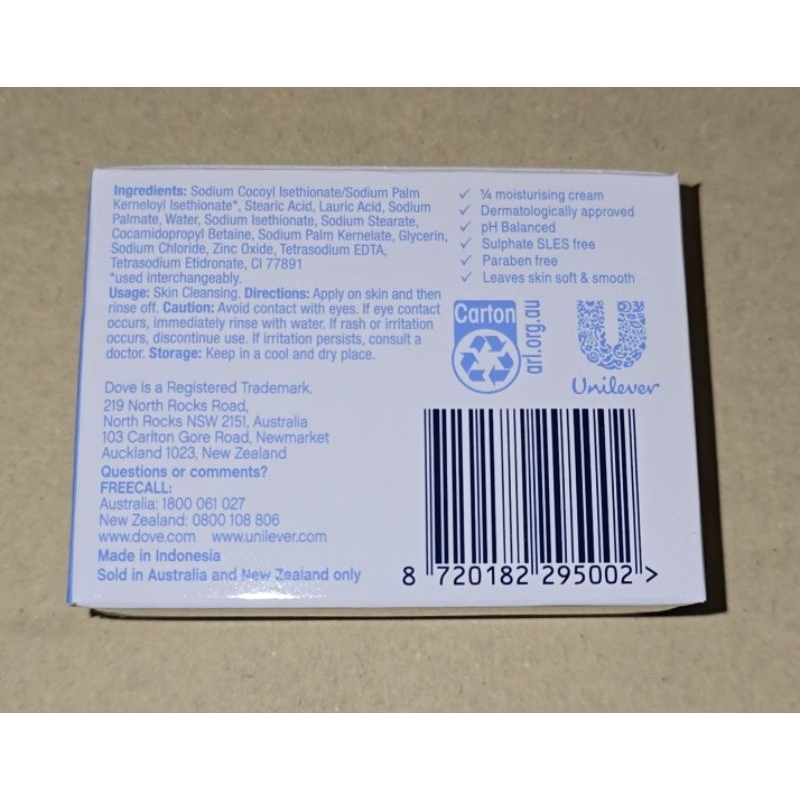 Ingredients: Sodium Cocoyl Isethionate/Sodium Palm
Kerneloyl Isethionate*, Stearic Acid, Lauric Acid, Sodium
Palmate, Water, Sodium Isethionate, Sodium Stearate,
Cocamidopropyl Betaine, Sodium Palm Kernelate, Glycerin,
Sodium Chloride, Zinc Oxide, Tetrasodium EDTA,
Tetrasodium Etidronate, CI 77891
*used interchangeably.
Usage: Skin Cleansing. Directions: Apply on skin and then
rinse off. Caution: Avoid contact with eyes. If eye contact
occurs, immediately rinse with water. If rash or irritation
occurs, discontinue use. If irritation persists, consult a
doctor. Storage: Keep in a cool and dry place.
Dove is a Registered Trademark.
219 North Rocks Road,
North Rocks NSW 2151, Australia
103 Carlton Gore Road, Newmarket
Auckland 1023, New Zealand
Questions or comments?
FREECALL:
Australia: 1800 061 027
New Zealand: 0800 108 806
www.dove.com www.unilever.com
Made in Indonesia
Sold in Australia and New Zealand only
✓ ¼ moisturising cream
✓ Dermatologically approved
✓ pH Balanced
✓ Sulphate SLES free
✓ Paraben free
✓ Leaves skin soft & smooth
Carton
arl.org.au
Unilever
8 720182 295002 >